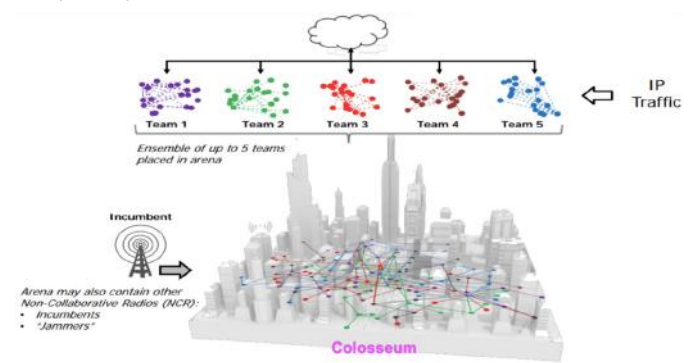 IP
Traffic
Team 1 Team 2 Team 3 Team 4 Team 5
Ensemble of up to 5 teams
placed in arena
Incumbent
Arena may also contain other
Non-Collaborative Radios (NCR):
• Incumbents
• "Jammers"
Colosseum